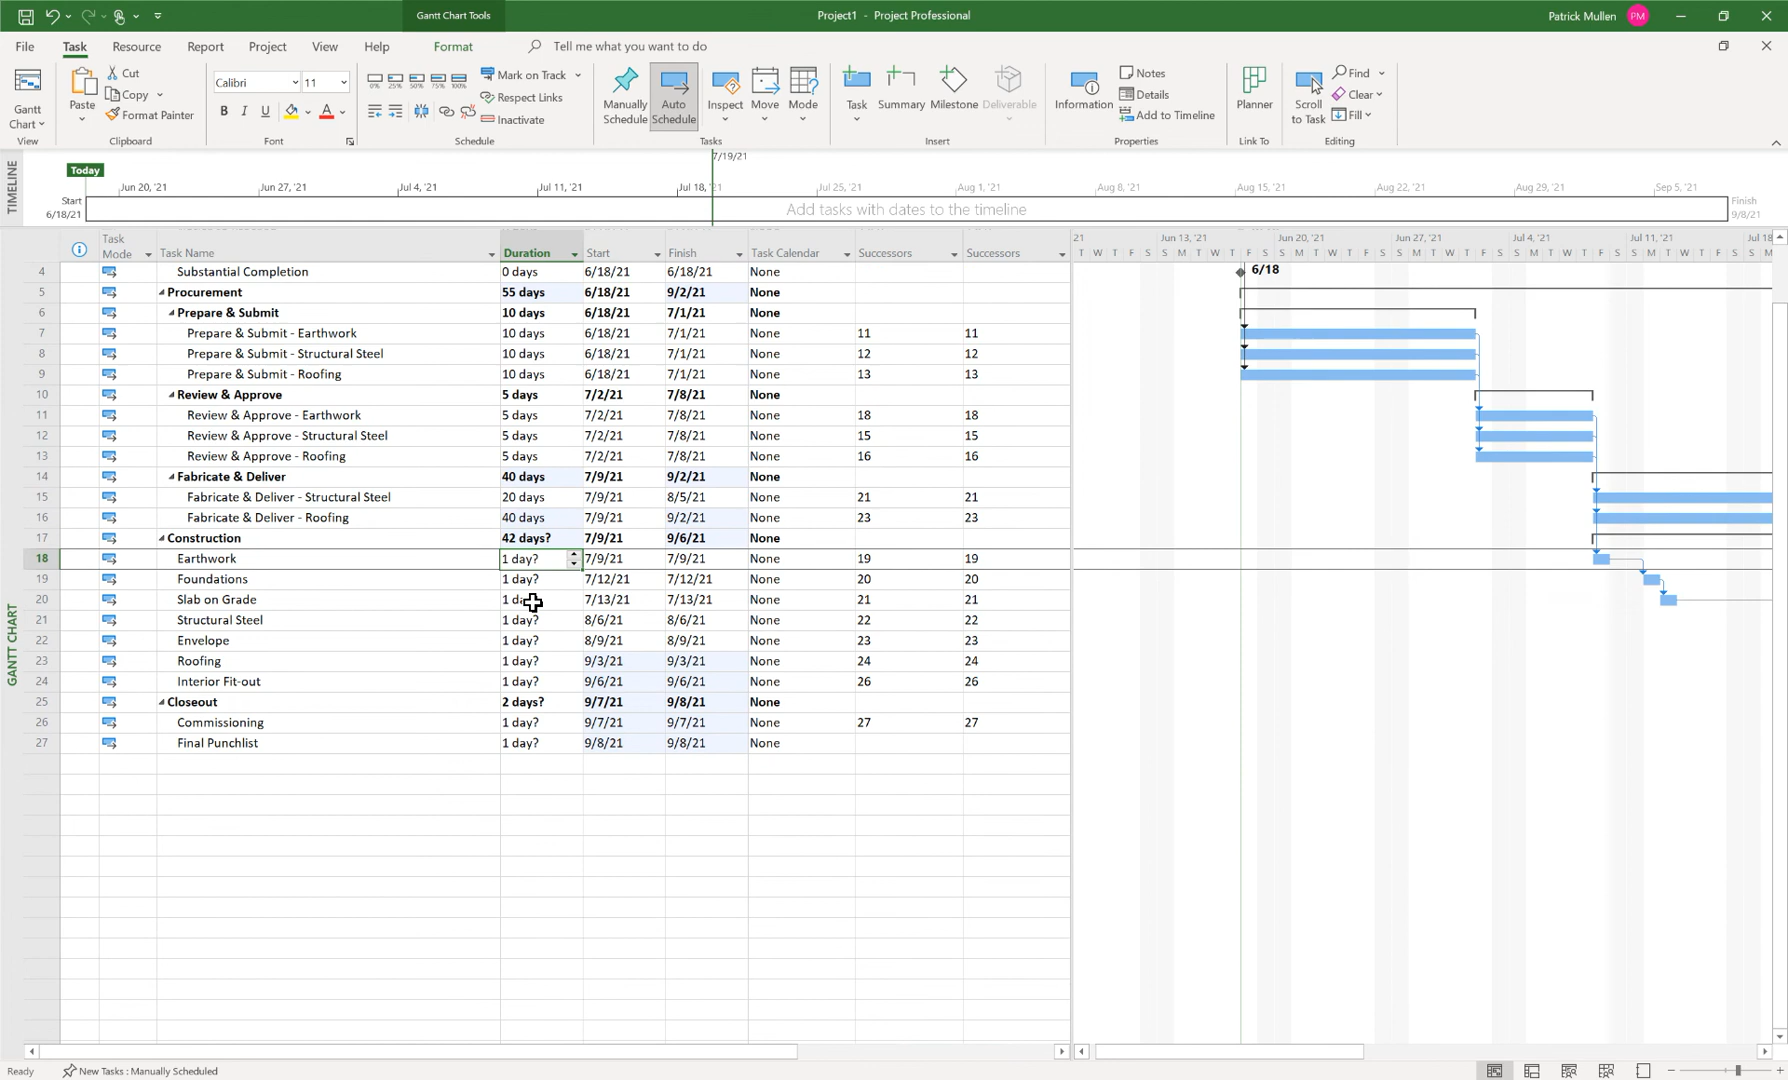 Gantt Chart Tools
Project1 - Project Professional
Patrick Mullen PM
File Task Resource Report Project View Help Format Tell me what you want to do
Gantt Chart
View
Paste
Cut
Copy
Format Painter
Clipboard
Calibri 11
B I U A
Font
0% 25% 50% 75% 100%
Mark on Track
Respect Links
Inactivate
Schedule
Manually Schedule
Auto Schedule
Inspect
Move
Mode
Tasks
Task
Summary
Milestone
Deliverable
Insert
Information
Notes
Details
Add to Timeline
Properties
Planner
Link To
Scroll to Task
Find
Clear
Fill
Editing
TIMELINE
7/19/21
Today
Jun 20, '21 Jun 27, '21 Jul 4, '21 Jul 11, '21 Jul 18, Jul 25, '21 Aug 1, '21 Aug 8, '21 Aug 15, '21 Aug 22, '21 Aug 29, '21 Sep 5, '21
Start
6/18/21
Add tasks with dates to the timeline
Finish
9/8/21
GANTT CHART
Task Mode Task Name Duration Start Finish Task Calendar Successors Successors
21 Jun 13, '21 Jun 20, '21 Jun 27, '21 Jul 4, '21 Jul 11, '21 Jul 18
T W T F S S M T W T F S S M T W T F S S M T W T F S S M T W T F S S M T W T F S S M
4 Substantial Completion 0 days 6/18/21 6/18/21 None 6/18
5 Procurement 55 days 6/18/21 9/2/21 None
6 Prepare & Submit 10 days 6/18/21 7/1/21 None
7 Prepare & Submit - Earthwork 10 days 6/18/21 7/1/21 None 11 11
8 Prepare & Submit - Structural Steel 10 days 6/18/21 7/1/21 None 12 12
9 Prepare & Submit - Roofing 10 days 6/18/21 7/1/21 None 13 13
10 Review & Approve 5 days 7/2/21 7/8/21 None
11 Review & Approve - Earthwork 5 days 7/2/21 7/8/21 None 18 18
12 Review & Approve - Structural Steel 5 days 7/2/21 7/8/21 None 15 15
13 Review & Approve - Roofing 5 days 7/2/21 7/8/21 None 16 16
14 Fabricate & Deliver 40 days 7/9/21 9/2/21 None
15 Fabricate & Deliver - Structural Steel 20 days 7/9/21 8/5/21 None 21 21
16 Fabricate & Deliver - Roofing 40 days 7/9/21 9/2/21 None 23 23
17 Construction 42 days? 7/9/21 9/6/21 None
18 Earthwork 1 day? 7/9/21 7/9/21 None 19 19
19 Foundations 1 day? 7/12/21 7/12/21 None 20 20
20 Slab on Grade 1 7/13/21 7/13/21 None 21 21
21 Structural Steel 1 day? 8/6/21 8/6/21 None 22 22
22 Envelope 1 day? 8/9/21 8/9/21 None 23 23
23 Roofing 1 day? 9/3/21 9/3/21 None 24 24
24 Interior Fit-out 1 day? 9/6/21 9/6/21 None 26 26
25 Closeout 2 days? 9/7/21 9/8/21 None
26 Commissioning 1 day? 9/7/21 9/7/21 None 27 27
27 Final Punchlist 1 day? 9/8/21 9/8/21 None
Ready New Tasks : Manually Scheduled